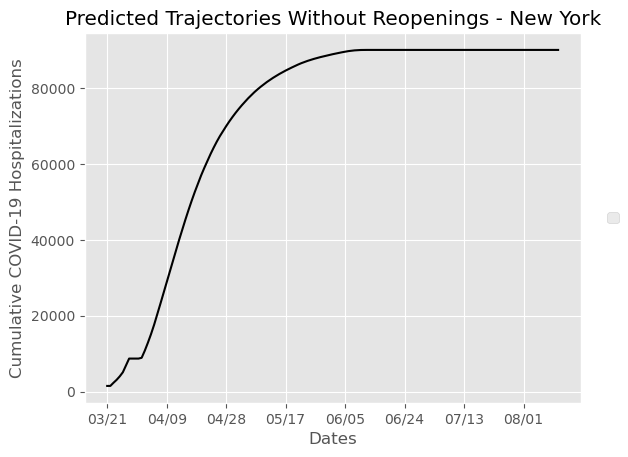 Predicted Trajectories Without Reopenings - New York
Cumulative COVID-19 Hospitalizations
80000
60000
40000
20000
0
03/21 04/09 04/28 05/17 06/05 06/24 07/13 08/01
Dates